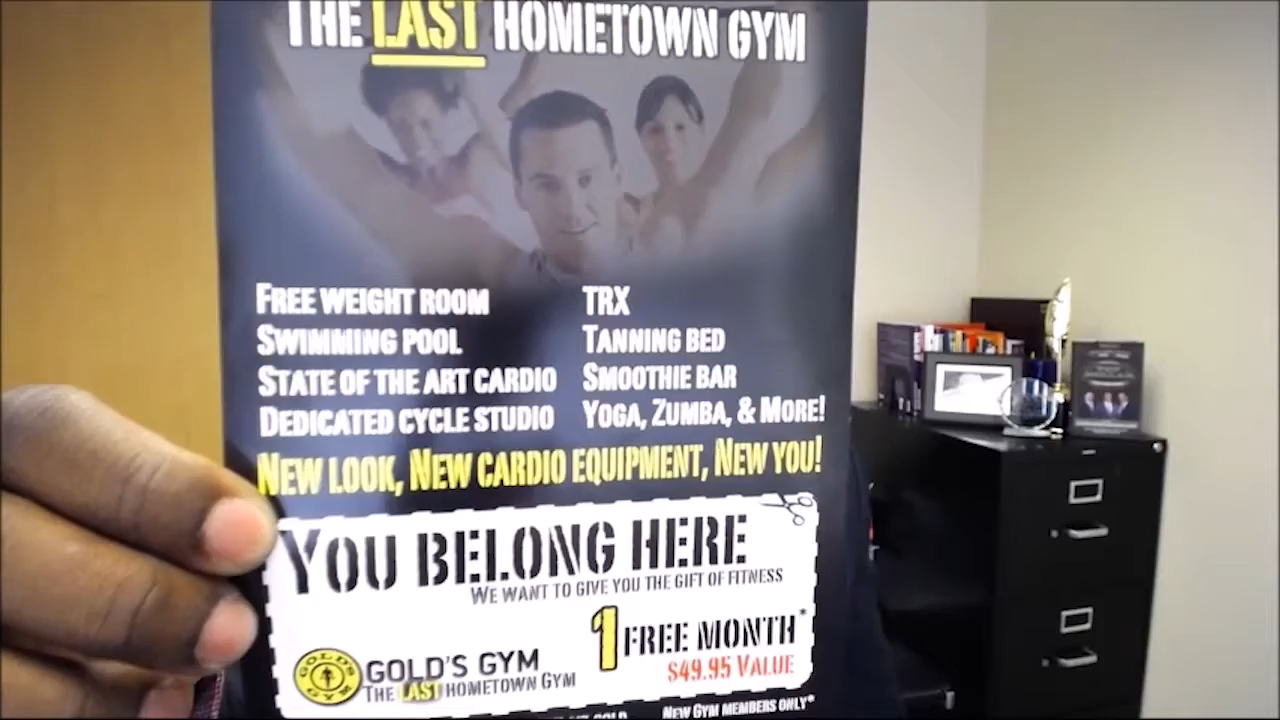 THE LAST HOMETOWN GYM
FREE WEIGHT ROOM
SWIMMING POOL
STATE OF THE ART CARDIO
DEDICATED CYCLE STUDIO
TRX
TANNING BED
SMOOTHIE BAR
YOGA, ZUMBA, & MORE!
NEW LOOK, NEW CARDIO EQUIPMENT, NEW YOU!
YOU BELONG HERE
WE WANT TO GIVE YOU THE GIFT OF FITNESS
1 FREE MONTH*
$49.95 VALUE
GOLD'S GYM
GOLD'S GYM
THE LAST HOMETOWN GYM
NEW GYM MEMBERS ONLY*